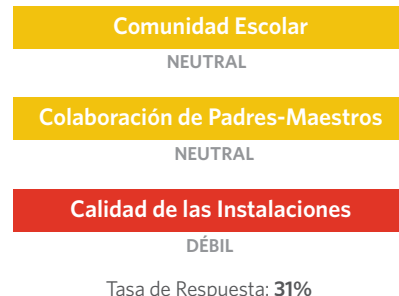 Comunidad Escolar
NEUTRAL
Colaboración de Padres-Maestros
NEUTRAL
Calidad de las Instalaciones
DÉBIL
Tasa de Respuesta: 31%